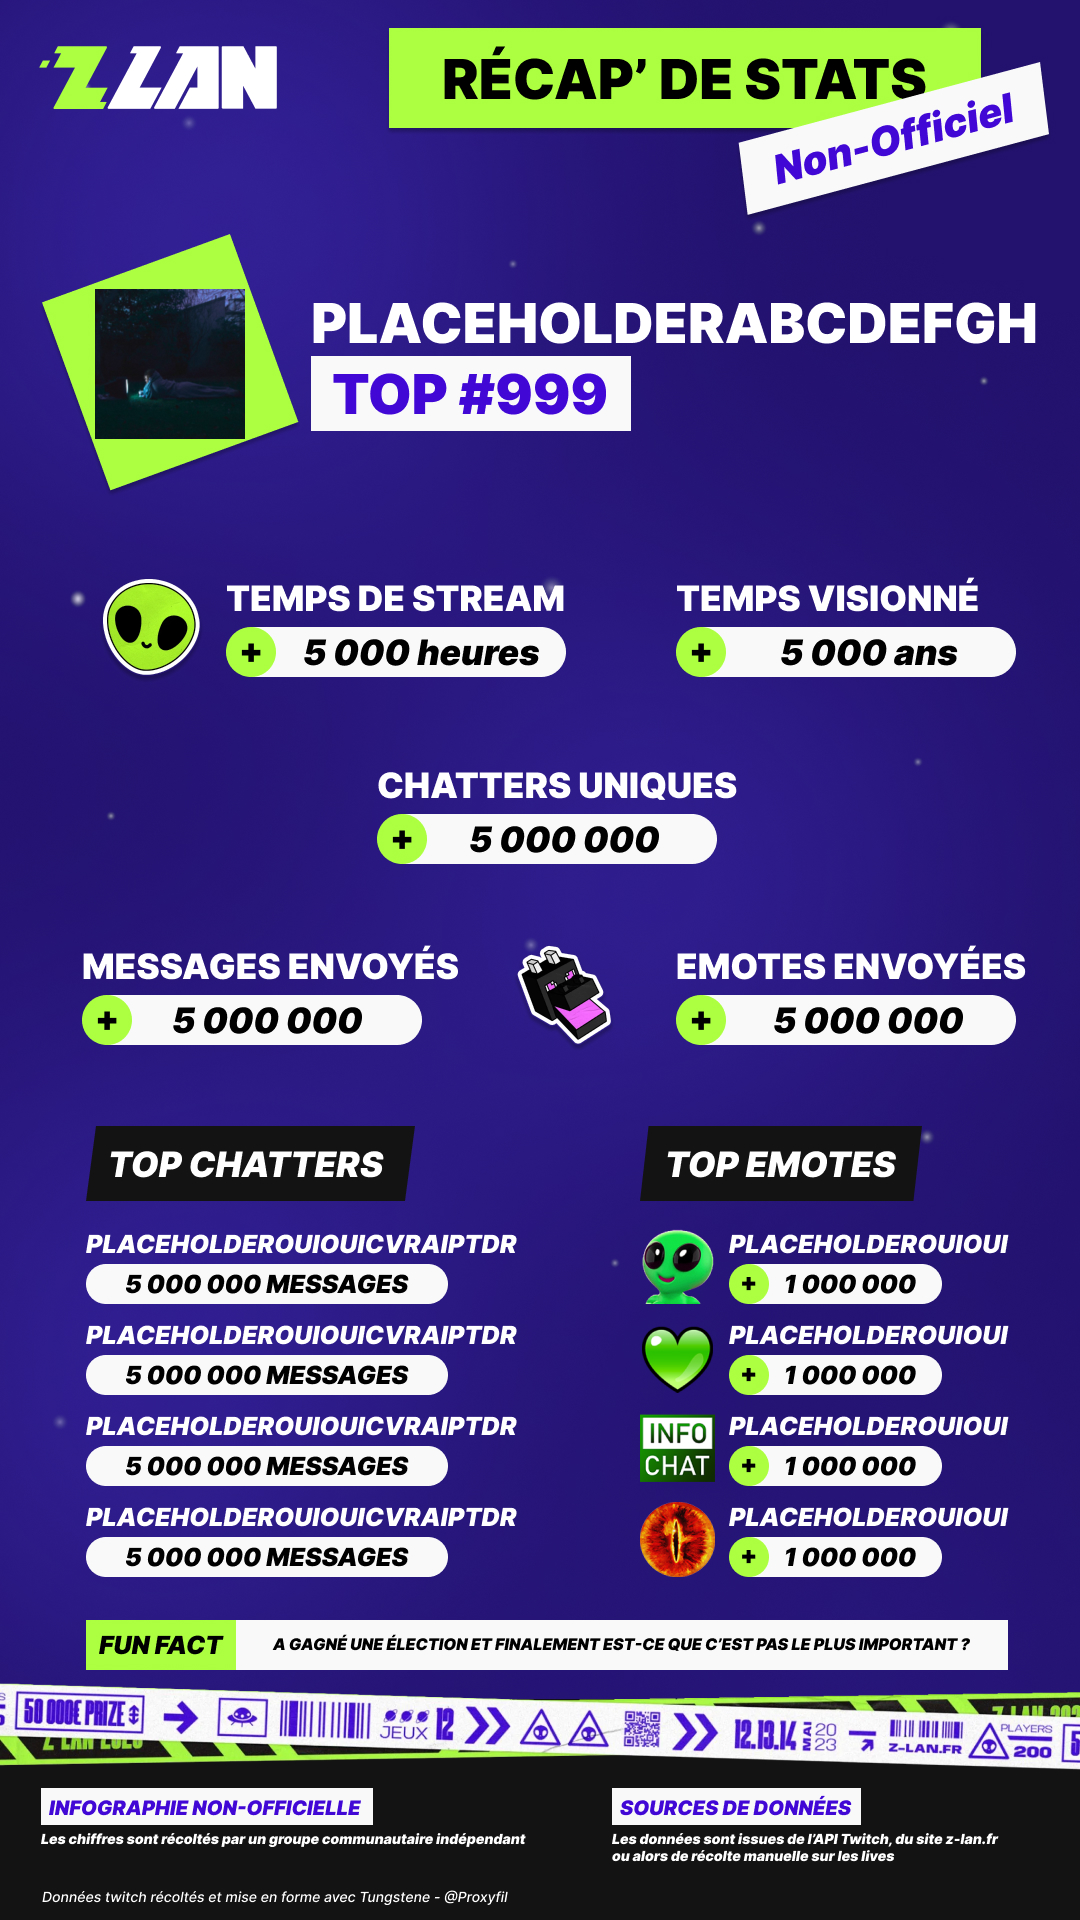 ZLAN
RÉCAP’ DE STATS
Non-Officiel
PLACEHOLDERABCDEFGH
TOP #999
TEMPS DE STREAM
+ 5 000 heures
TEMPS VISIONNÉ
+ 5 000 ans
CHATTERS UNIQUES
+ 5 000 000
MESSAGES ENVOYÉS
+ 5 000 000
EMOTES ENVOYÉES
+ 5 000 000
TOP CHATTERS
PLACEHOLDEROUIOUICVRAIPTDR
5 000 000 MESSAGES
PLACEHOLDEROUIOUICVRAIPTDR
5 000 000 MESSAGES
PLACEHOLDEROUIOUICVRAIPTDR
5 000 000 MESSAGES
PLACEHOLDEROUIOUICVRAIPTDR
5 000 000 MESSAGES
TOP EMOTES
PLACEHOLDEROUIOUI
+ 1 000 000
PLACEHOLDEROUIOUI
+ 1 000 000
INFO
CHAT
PLACEHOLDEROUIOUI
+ 1 000 000
PLACEHOLDEROUIOUI
+ 1 000 000
FUN FACT
A GAGNÉ UNE ÉLECTION ET FINALEMENT EST-CE QUE C’EST PAS LE PLUS IMPORTANT ?
50 000€ PRIZE
JEUX 12
12.13.14 MAI 2023
Z-LAN.FR
PLAYERS
200
INFOGRAPHIE NON-OFFICIELLE
Les chiffres sont récoltés par un groupe communautaire indépendant
SOURCES DE DONNÉES
Les données sont issues de l’API Twitch, du site z-lan.fr
ou alors de récolte manuelle sur les lives
Données twitch récoltés et mise en forme avec Tungstene - @Proxyfil